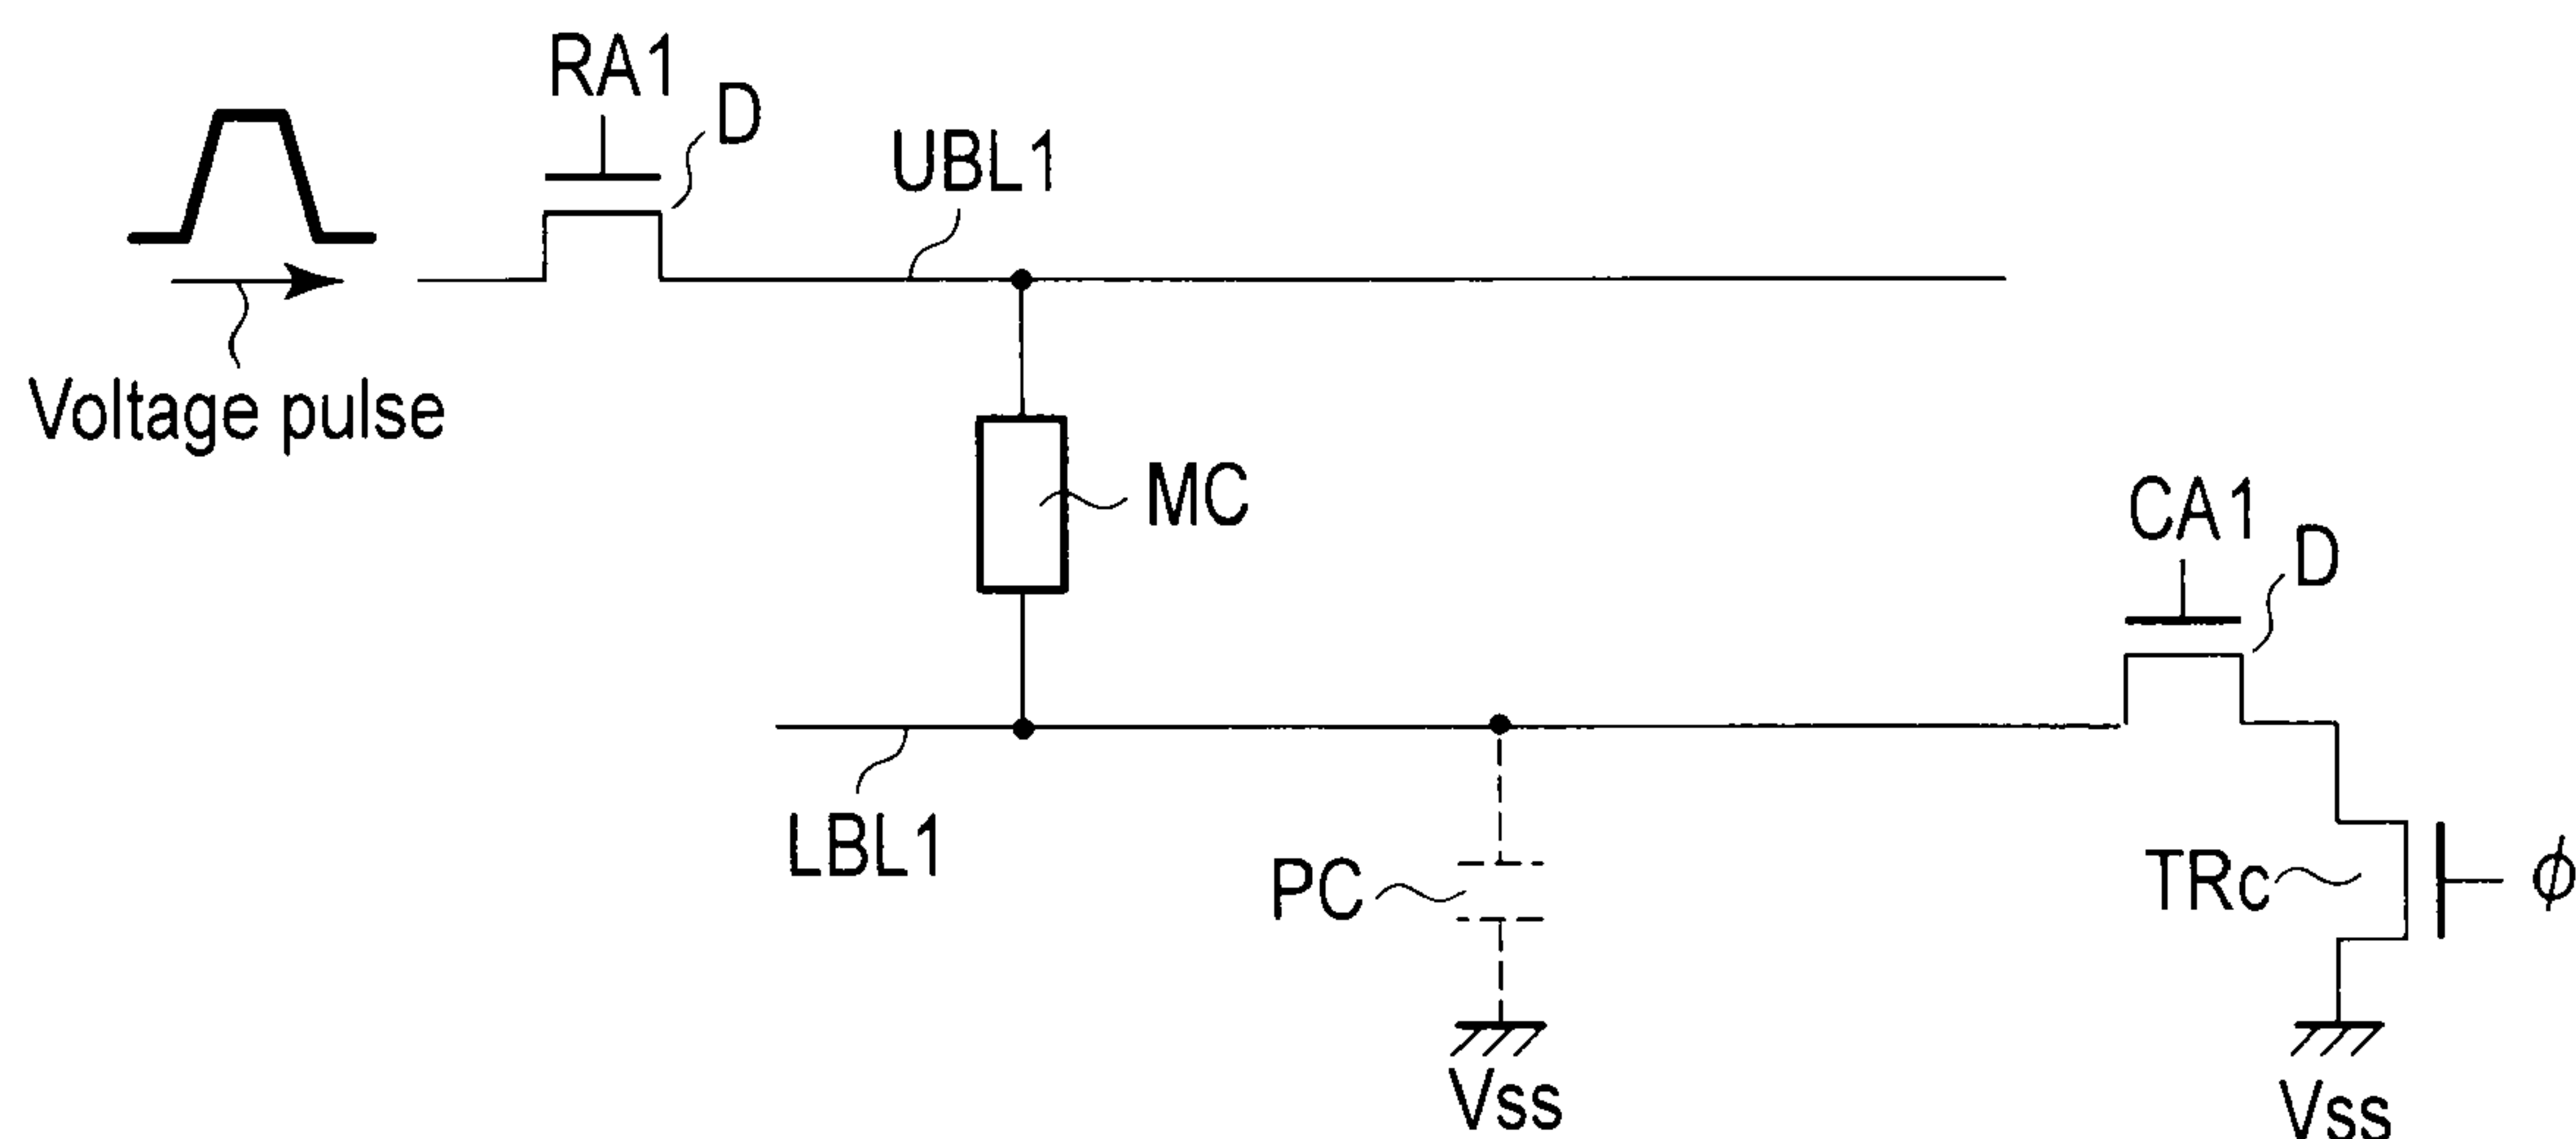 RA1
D
UBL1
Voltage pulse
MC
CA1
D
LBL1
PC
TRc
ϕ
Vss
Vss